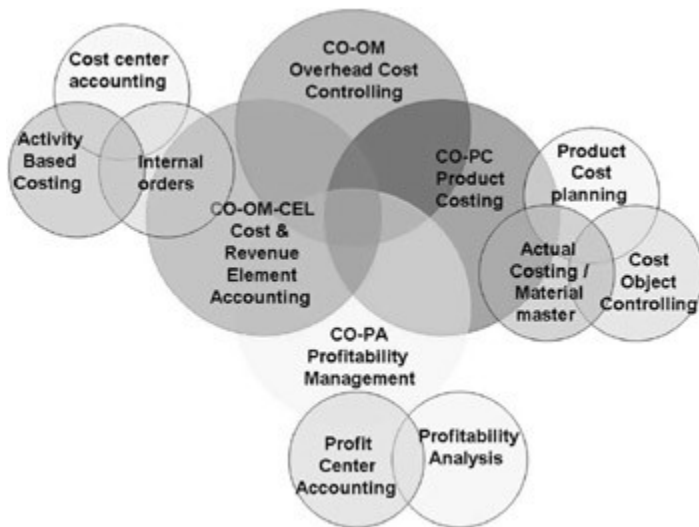 CO-OM
Overhead Cost
Controlling
Cost center
accounting
Activity
Based
Costing
Internal
orders
CO-PC
Product
Costing
Product
Cost
planning
CO-OM-CEL
Cost &
Revenue
Element
Accounting
Actual
Costing /
Material
master
Cost
Object
Controlling
CO-PA
Profitability
Management
Profit
Center
Accounting
Profitability
Analysis